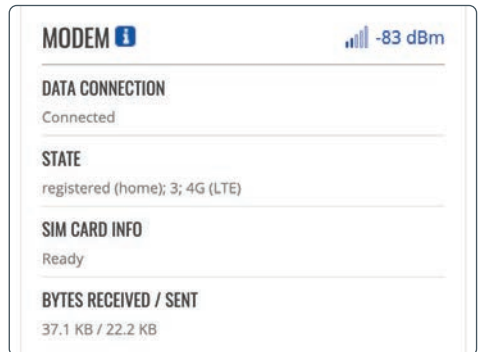 MODEM i -83 dBm
DATA CONNECTION
Connected
STATE
registered (home); 3; 4G (LTE)
SIM CARD INFO
Ready
BYTES RECEIVED / SENT
37.1 KB / 22.2 KB